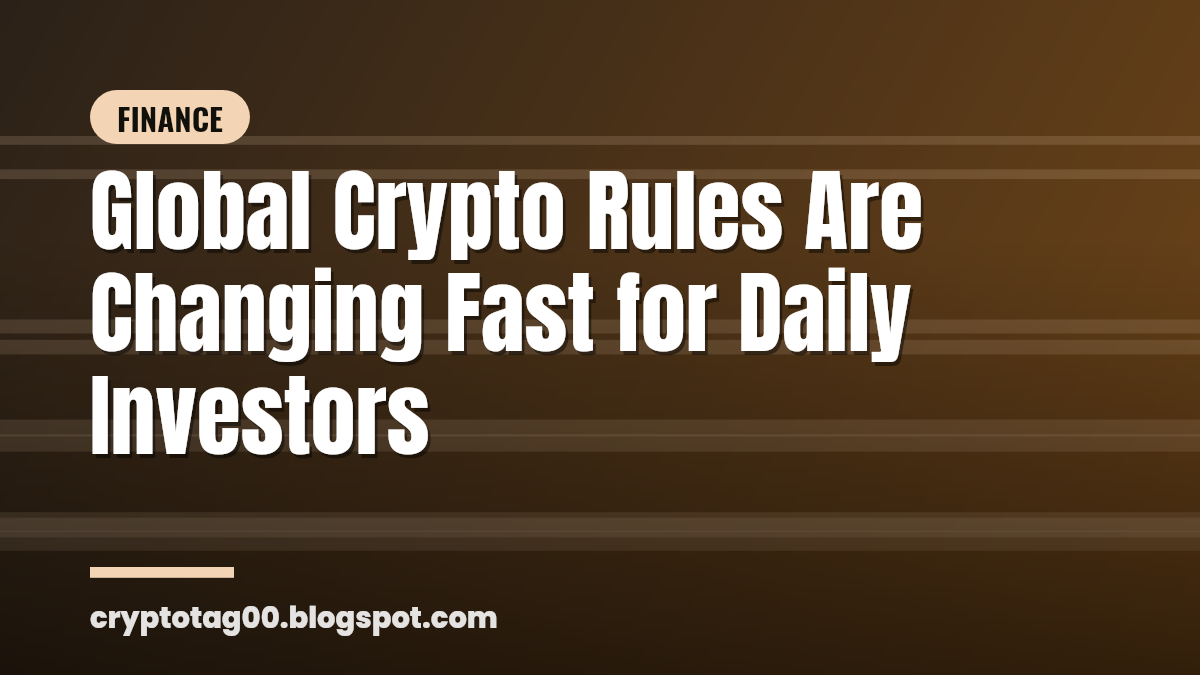 FINANCE
Global Crypto Rules Are
Changing Fast for Daily
Investors
cryptotag00.blogspot.com